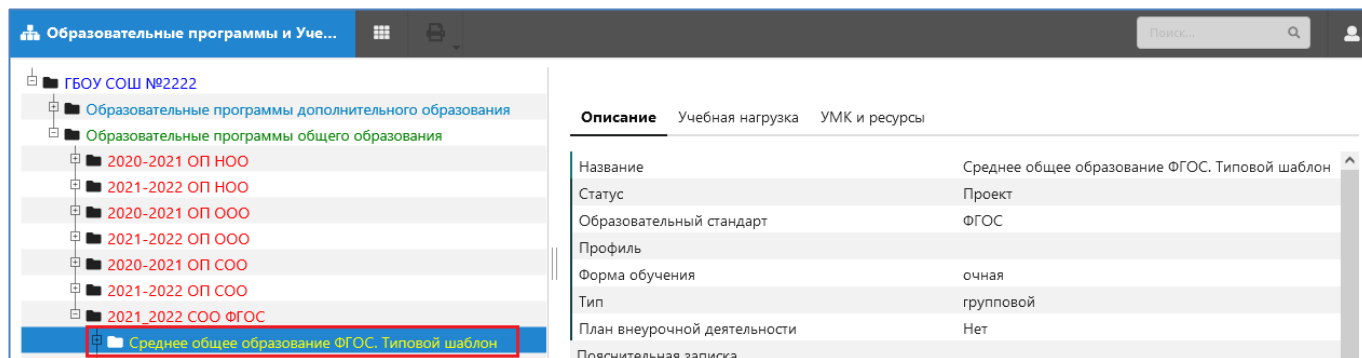 Образовательные программы и Уче...
Поиск...
ГБОУ СОШ №2222
Образовательные программы дополнительного образования
Образовательные программы общего образования
2020-2021 ОП НОО
2021-2022 ОП НОО
2020-2021 ОП ООО
2021-2022 ОП ООО
2020-2021 ОП СОО
2021-2022 ОП СОО
2021_2022 СОО ФГОС
Среднее общее образование ФГОС. Типовой шаблон
Описание Учебная нагрузка УМК и ресурсы
Название Среднее общее образование ФГОС. Типовой шаблон
Статус Проект
Образовательный стандарт ФГОС
Профиль
Форма обучения очная
Тип групповой
План внеурочной деятельности Нет
Пояснительная записка